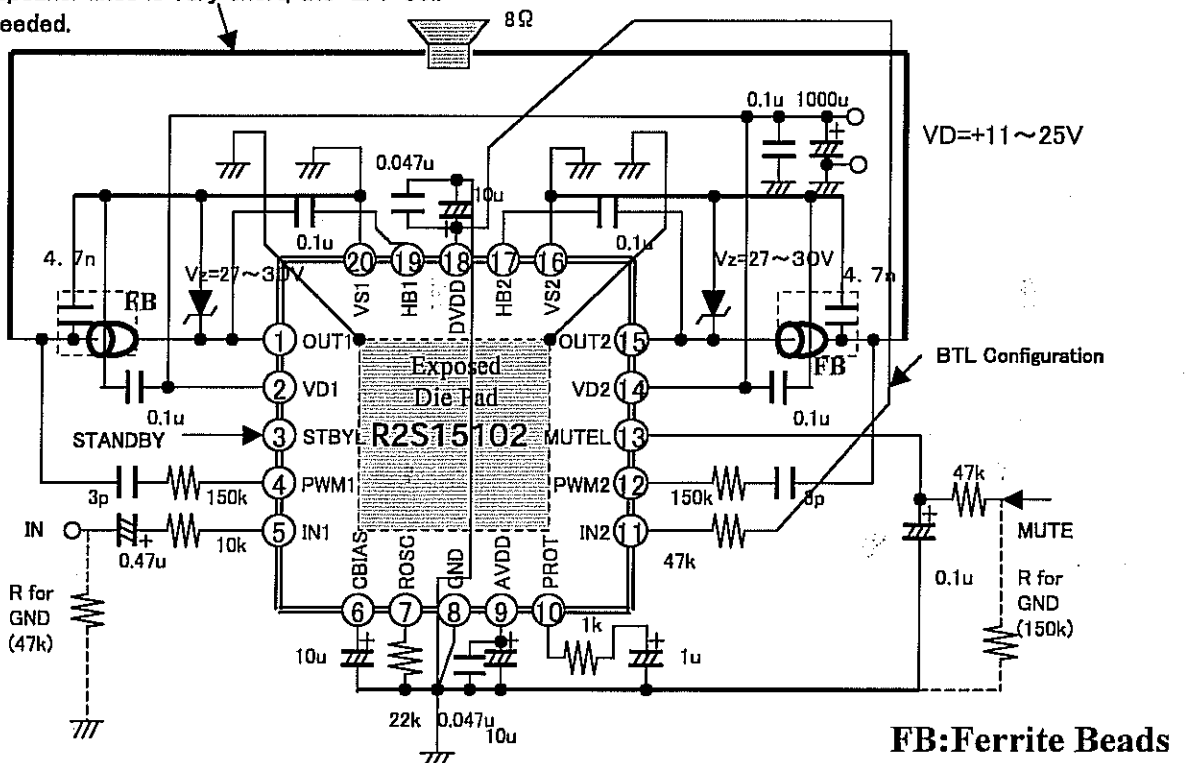 needed.
8Ω
0.1u 1000u
VD=+11~25V
0.047u
10u
0.1u
0.1u
4.7n
Vz=27~30V
Vz=27~30V
4.7n
FB
FB
20 19 18 17 16
VS1 HB1 DVDD HB2 VS2
1 OUT1
OUT2 15
Exposed
Die Pad
R2S15102
BTL Configuration
2 VD1
VD2 14
0.1u
0.1u
STANDBY
3 STBYL
MUTEL 13
4 PWM1
PWM2 12
3p 150k
150k 3p
47k
MUTE
IN
5 IN1
IN2 11
0.47u 10k
47k
0.1u
R for
GND
(47k)
R for
GND
(150k)
CBIAS ROSC GND AVDD PROT
6 7 8 9 10
1k
10u
1u
22k 0.047u
10u
FB:Ferrite Beads